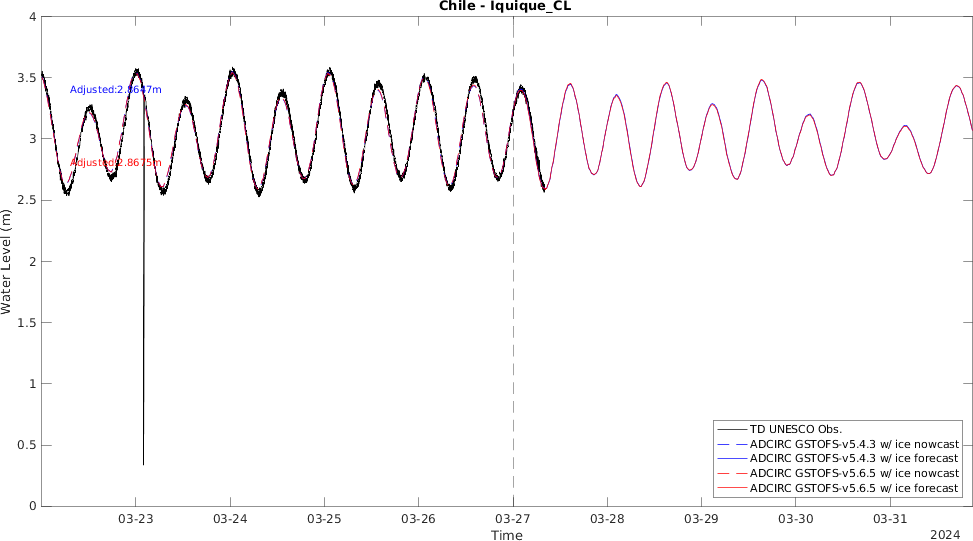 Chile - Iquique_CL
4
3.5
3
2.5
2
1.5
1
0.5
0
Water Level (m)
Adjusted:2.8647m
Adjusted:2.8675m
TD UNESCO Obs.
ADCIRC GSTOFS-v5.4.3 w/ ice nowcast
ADCIRC GSTOFS-v5.4.3 w/ ice forecast
ADCIRC GSTOFS-v5.6.5 w/ ice nowcast
ADCIRC GSTOFS-v5.6.5 w/ ice forecast
03-23 03-24 03-25 03-26 03-27 03-28 03-29 03-30 03-31
Time
2024